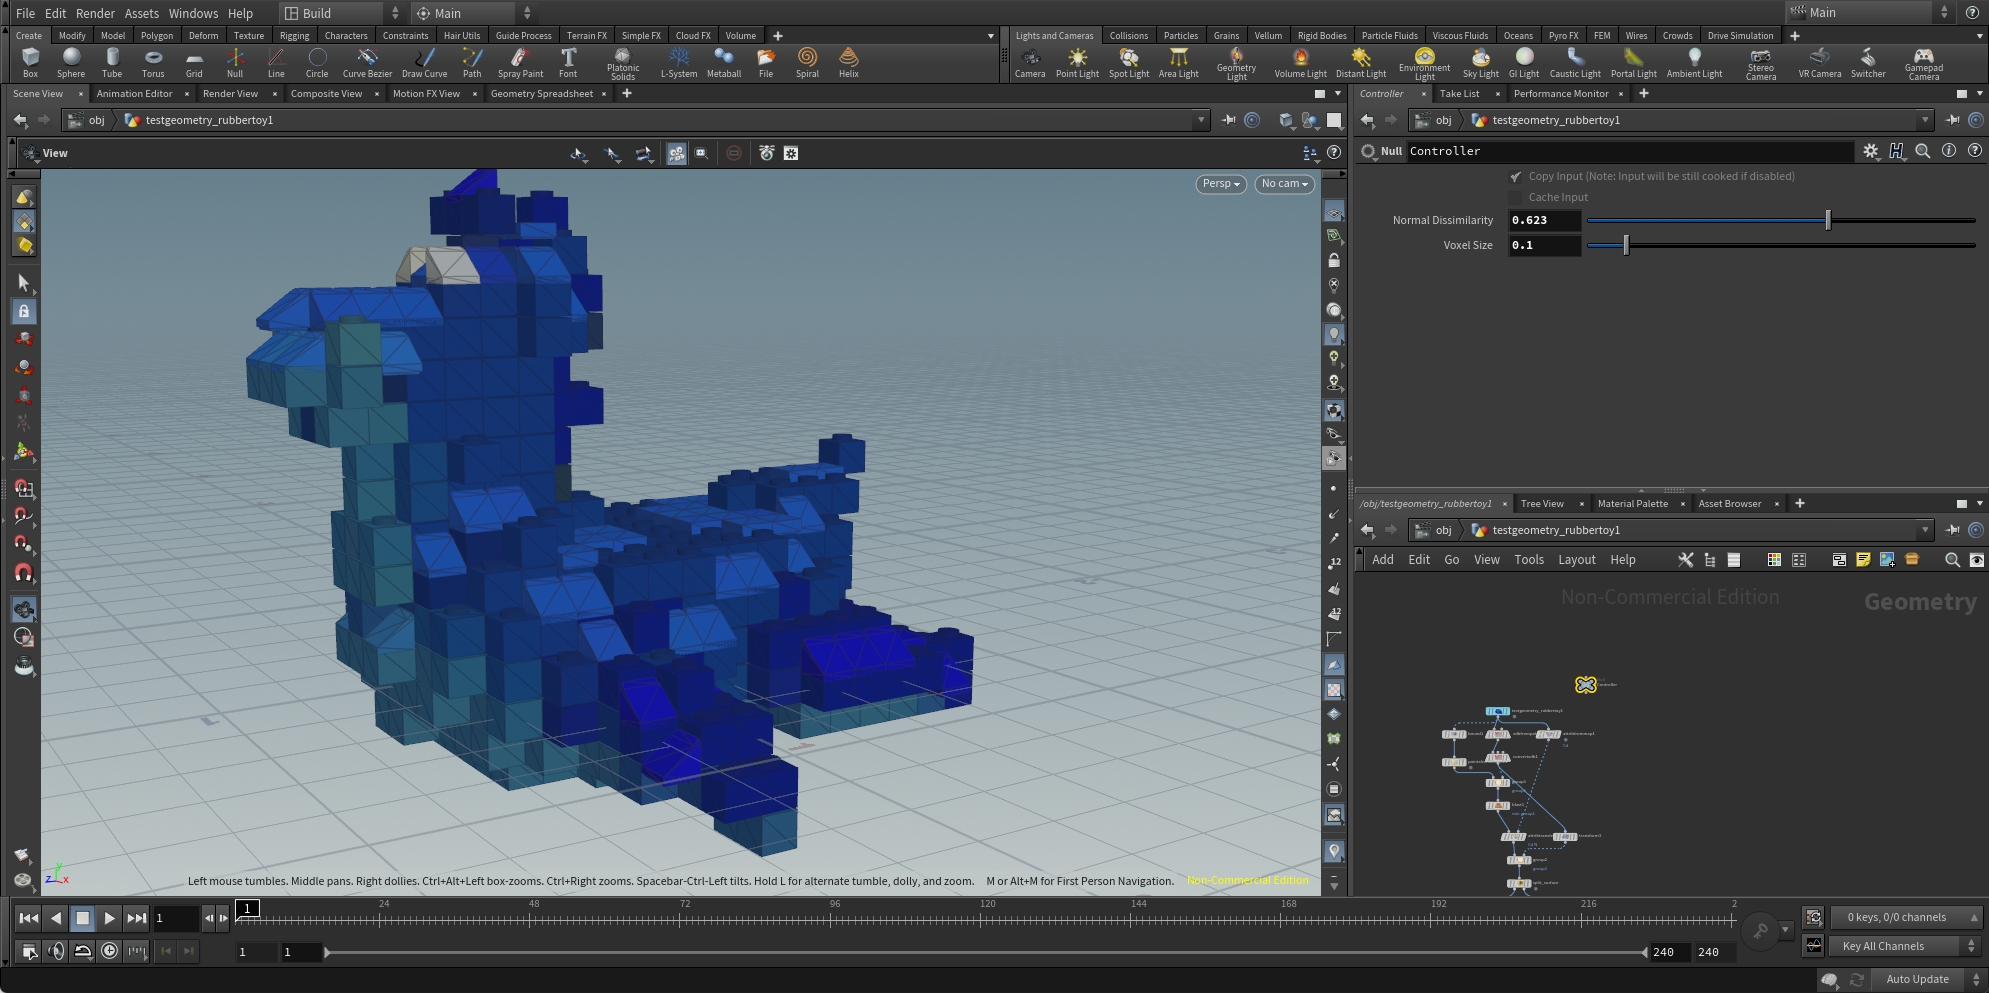 File Edit Render Assets Windows Help Build Main Main
Create Modify Model Polygon Deform Texture Rigging Characters Constraints Hair Utils Guide Process Terrain FX Simple FX Cloud FX Volume
Box Sphere Tube Torus Grid Null Line Circle Curve Bezier Draw Curve Path Spray Paint Font Platonic Solids L-System Metaball File Spiral Helix
Lights and Cameras Collisions Particles Grains Vellum Rigid Bodies Particle Fluids Viscous Fluids Oceans Pyro FX FEM Wires Crowds Drive Simulation
Camera Point Light Spot Light Area Light Geometry Light Volume Light Distant Light Environment Light Sky Light GI Light Caustic Light Portal Light Ambient Light Stereo Camera VR Camera Switcher Gamepad Camera
Scene View Animation Editor Render View Composite View Motion FX View Geometry Spreadsheet
obj testgeometry_rubbertoy1
View
Persp No cam
Left mouse tumbles. Middle pans. Right dollies. Ctrl+Alt+Left box-zooms. Ctrl+Right zooms. Spacebar-Ctrl-Left tilts. Hold L for alternate tumble, dolly, and zoom. M or Alt+M for First Person Navigation.
Non-Commercial Edition
Controller Take List Performance Monitor
obj testgeometry_rubbertoy1
Null Controller
Copy Input (Note: Input will be still cooked if disabled)
Cache Input
Normal Dissimilarity 0.623
Voxel Size 0.1
/obj/testgeometry_rubbertoy1 Tree View Material Palette Asset Browser
obj testgeometry_rubbertoy1
Add Edit Go View Tools Layout Help
Non-Commercial Edition Geometry
Controller
testgeometry_rubbertoy1
1 1 24 48 72 96 120 144 168 192 216 2
0 keys, 0/0 channels
1 1 240 240
Key All Channels
Auto Update